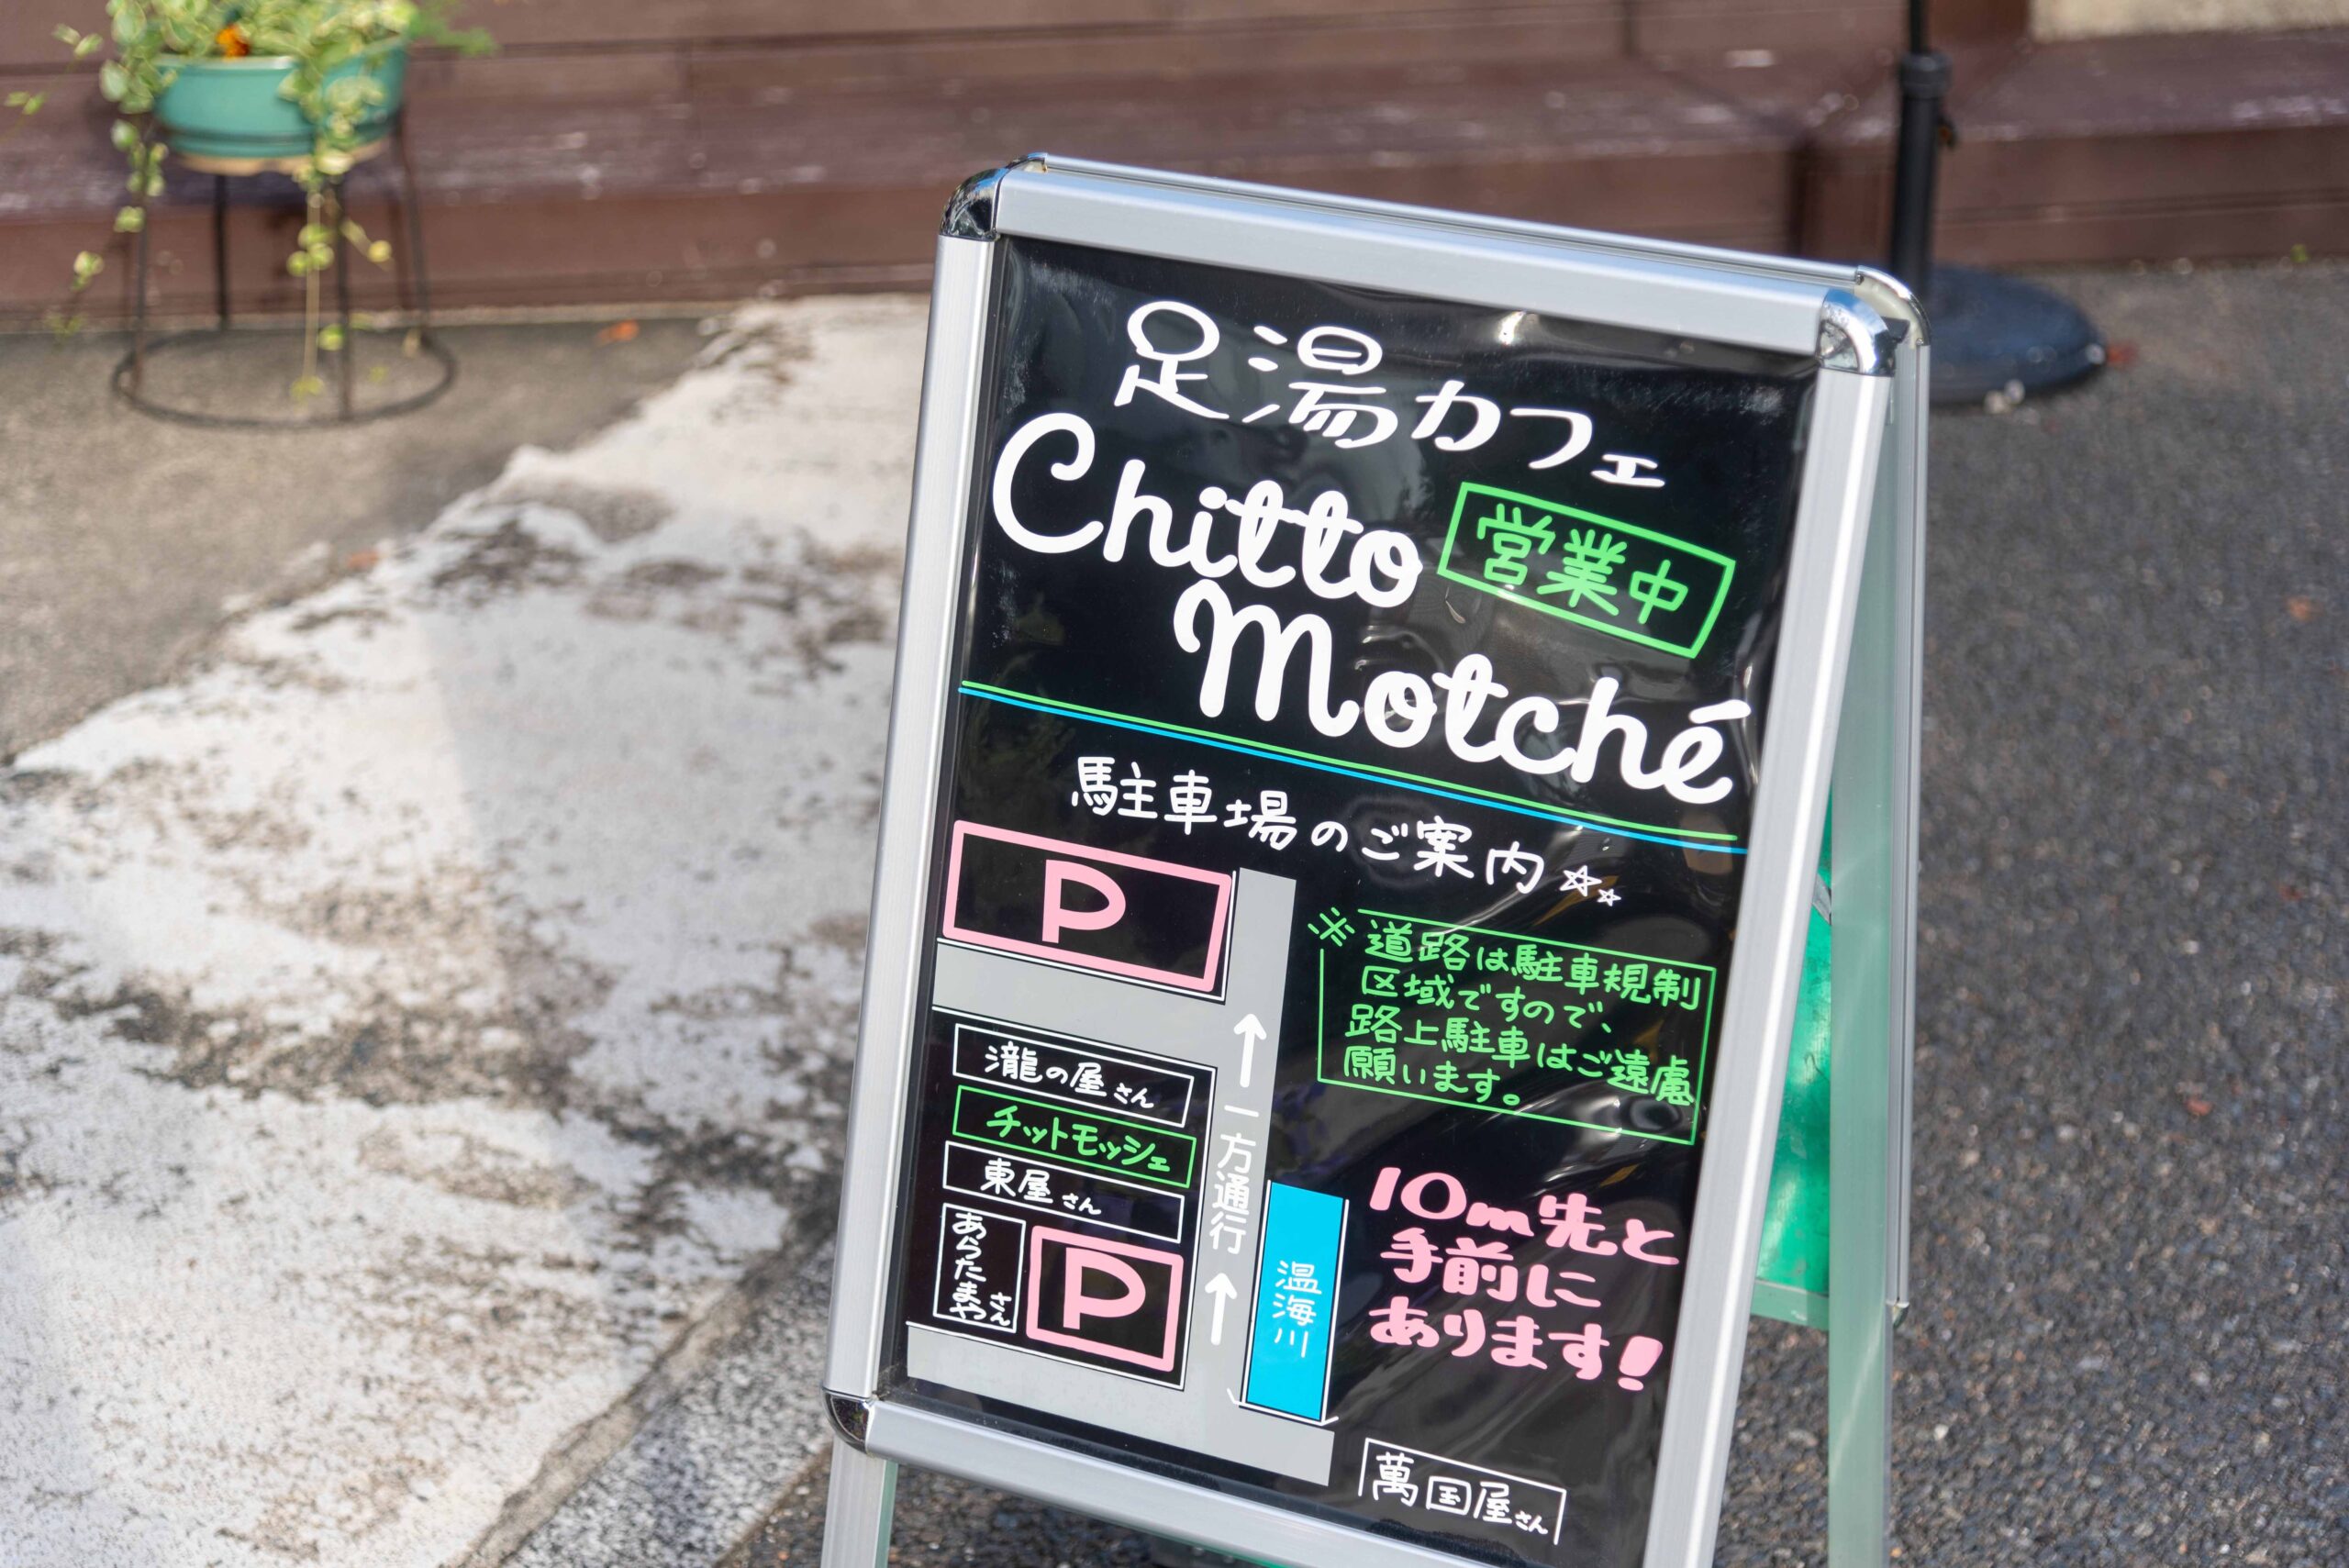 足湯カフェ
Chitto
営業中
Motché
駐車場のご案内☆☆
P
※道路は駐車規制
区域ですので、
路上駐車はご遠慮
願います。
瀧の屋さん
チットモッシェ
東屋さん
あらたまやさん
P
↑一方通行↑
温海川
10m先と
手前に
あります!
萬国屋さん